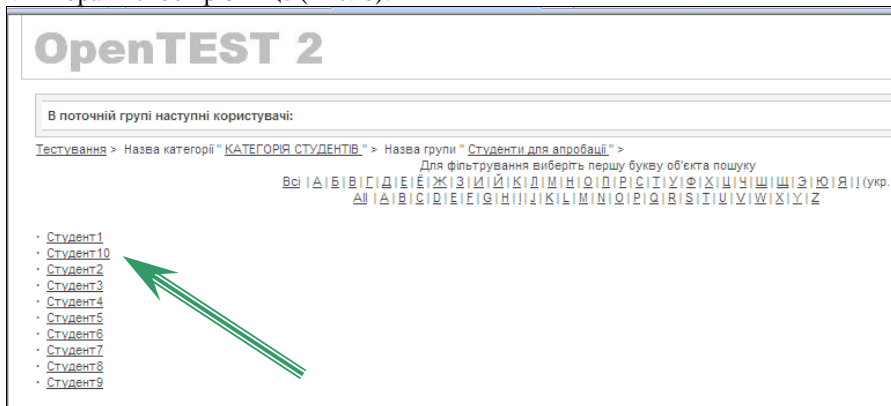 OpenTEST 2
В поточній групі наступні користувачі:
Тестування > Назва категорії " КАТЕГОРІЯ СТУДЕНТІВ " > Назва групи " Студенти для апробації " >
Для фільтрування виберіть першу букву об'єкта пошуку
Всі | А | Б | В | Г | Д | Е | Ё | Ж | З | И | Й | К | Л | М | Н | О | П | Р | С | Т | У | Ф | Х | Ц | Ч | Ш | Щ | Э | Ю | Я | І (укр.
All | A | B | C | D | E | F | G | H | I | J | K | L | M | N | O | P | Q | R | S | T | U | V | W | X | Y | Z
· Студент1
· Студент10
· Студент2
· Студент3
· Студент4
· Студент5
· Студент6
· Студент7
· Студент8
· Студент9